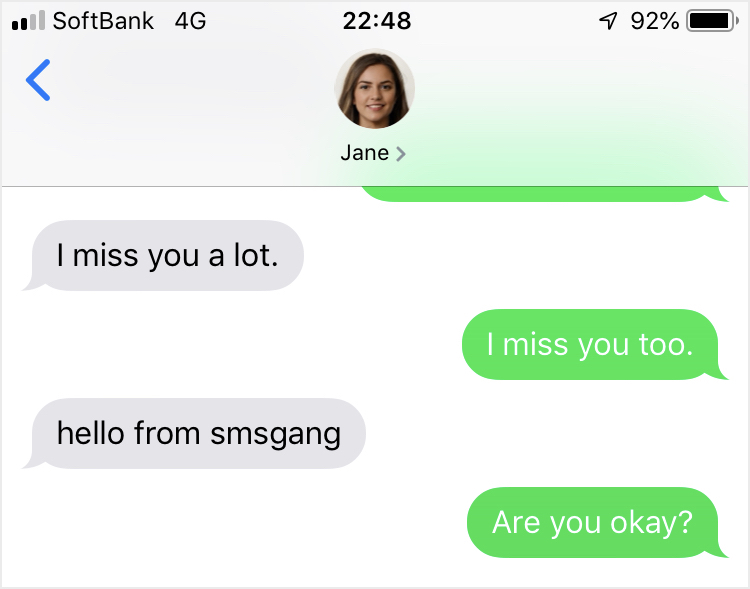 SoftBank 4G 22:48 92%
Jane
I miss you a lot.
I miss you too.
hello from smsgang
Are you okay?